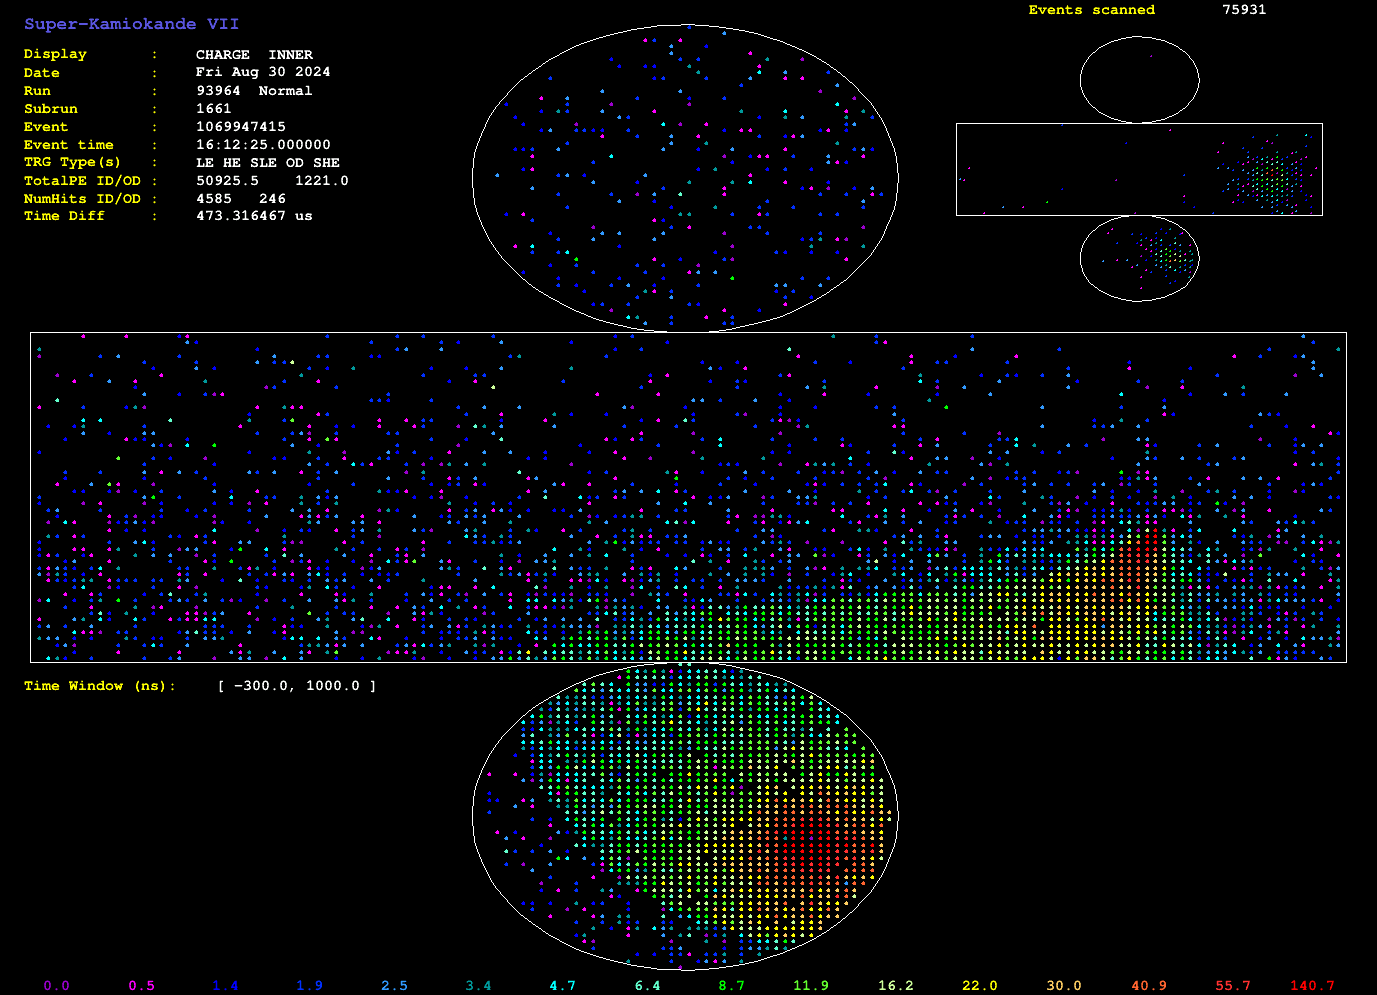 Super-Kamiokande VII
Events scanned 75931
Display : CHARGE INNER
Date : Fri Aug 30 2024
Run : 93964 Normal
Subrun : 1661
Event : 1069947415
Event time : 16:12:25.000000
TRG Type(s) : LE HE SLE OD SHE
TotalPE ID/OD : 50925.5 1221.0
NumHits ID/OD : 4585 246
Time Diff : 473.316467 us
Time Window (ns): [ -300.0, 1000.0 ]
0.0 0.5 1.4 1.9 2.5 3.4 4.7 6.4 8.7 11.9 16.2 22.0 30.0 40.9 55.7 140.7